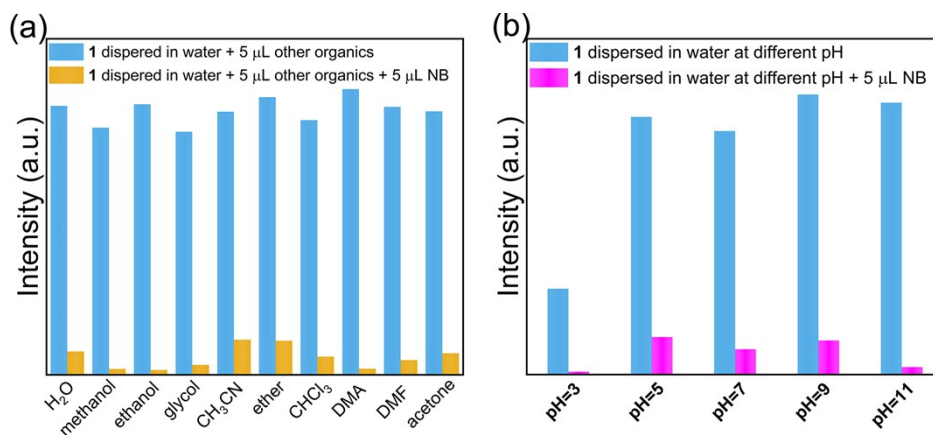 (a)
1 dispered in water + 5 μL other organics
1 dispered in water + 5 μL other organics + 5 μL NB
Intensity (a.u.)
H₂O
methanol
ethanol
glycol
CH₃CN
ether
CHCl₃
DMA
DMF
acetone
(b)
1 dispersed in water at different pH
1 dispersed in water at different pH + 5 μL NB
Intensity (a.u.)
pH=3
pH=5
pH=7
pH=9
pH=11